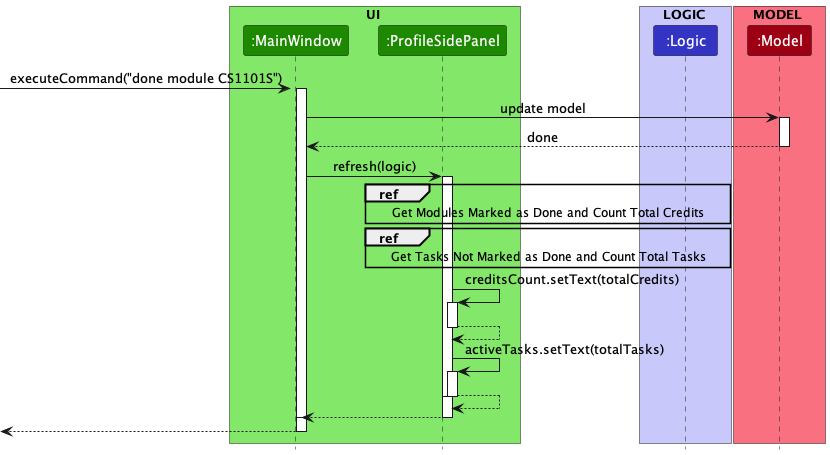 UI
LOGIC
MODEL
:MainWindow
:ProfileSidePanel
:Logic
:Model
executeCommand("done module CS1101S")
update model
done
refresh(logic)
ref
Get Modules Marked as Done and Count Total Credits
ref
Get Tasks Not Marked as Done and Count Total Tasks
creditsCount.setText(totalCredits)
activeTasks.setText(totalTasks)